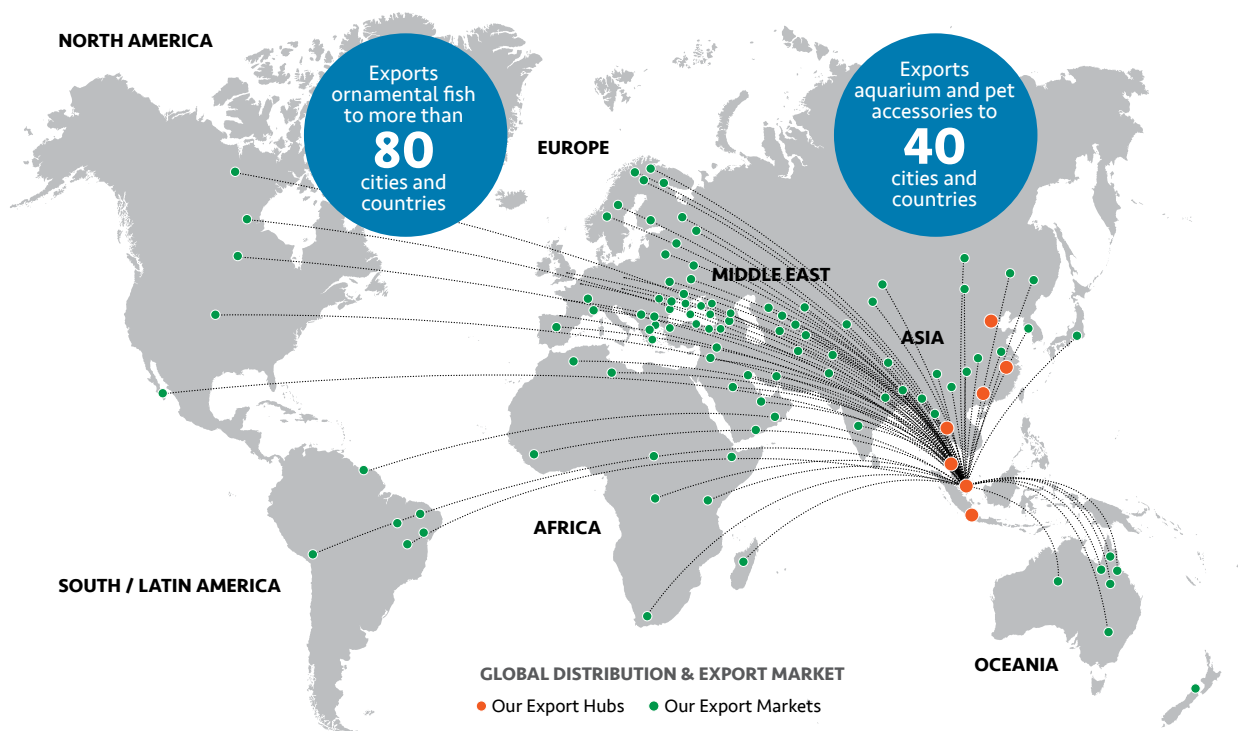 NORTH AMERICA
Exports
ornamental fish
to more than
80
cities and
countries
Exports
aquarium and pet
accessories to
40
cities and
countries
EUROPE
MIDDLE EAST
ASIA
AFRICA
SOUTH / LATIN AMERICA
OCEANIA
GLOBAL DISTRIBUTION & EXPORT MARKET
Our Export Hubs Our Export Markets